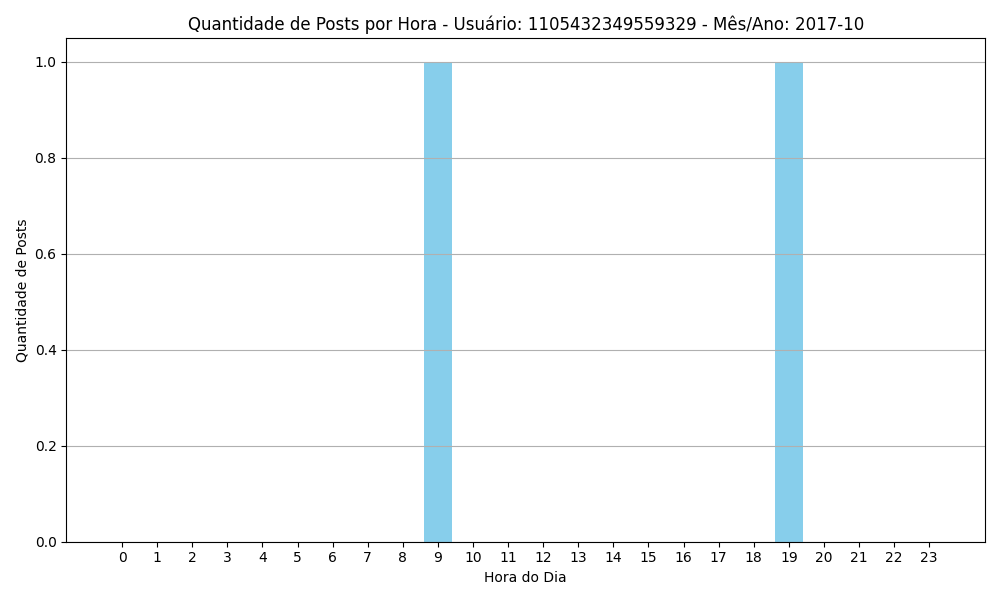 Quantidade de Posts por Hora - Usuário: 1105432349559329 - Mês/Ano: 2017-10
Quantidade de Posts
1.0
0.8
0.6
0.4
0.2
0.0
0 1 2 3 4 5 6 7 8 9 10 11 12 13 14 15 16 17 18 19 20 21 22 23
Hora do Dia